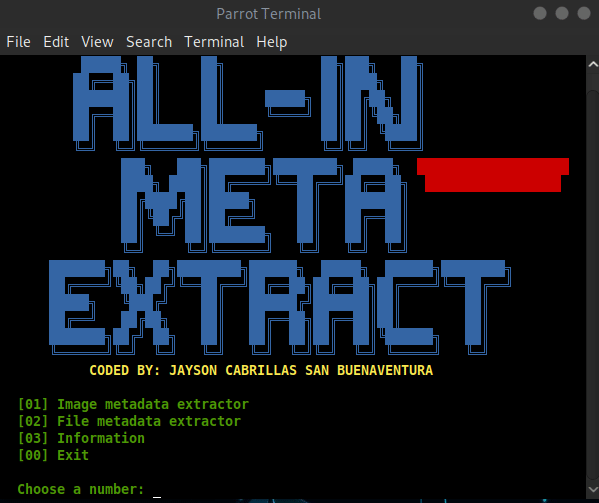 Parrot Terminal
File Edit View Search Terminal Help
ALL-IN
META
EXTRACT
CODED BY: JAYSON CABRILLAS SAN BUENAVENTURA
[01] Image metadata extractor
[02] File metadata extractor
[03] Information
[00] Exit
Choose a number: _